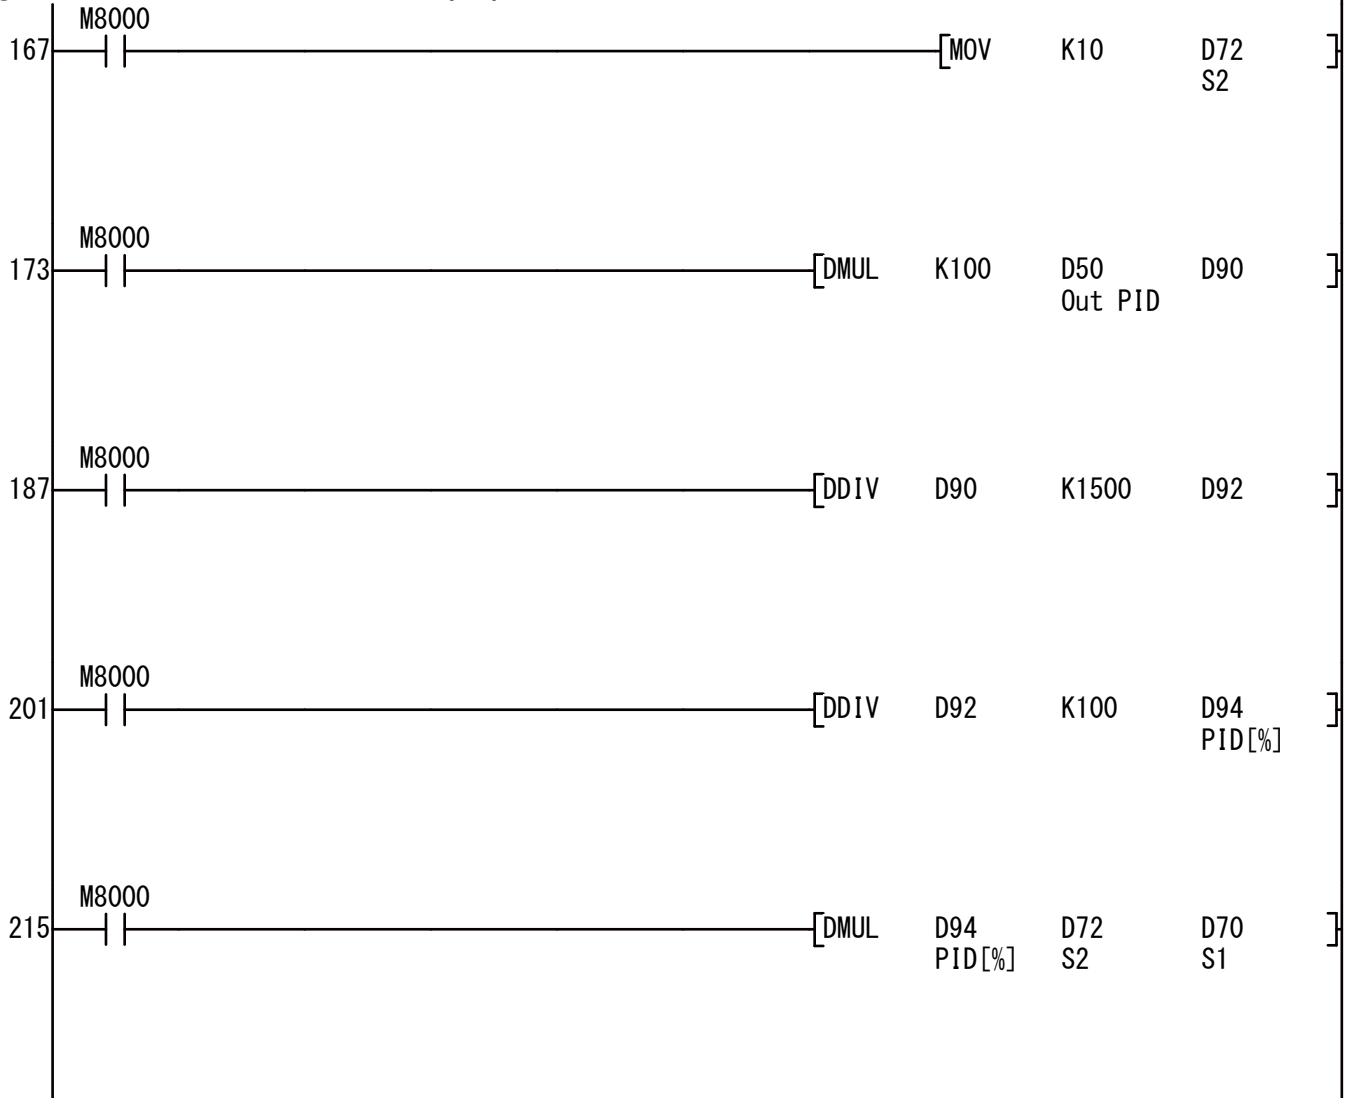 M8000
167 MOV K10 D72
S2
M8000
173 DMUL K100 D50 D90
Out PID
M8000
187 DDIV D90 K1500 D92
M8000
201 DDIV D92 K100 D94
PID[%]
M8000
215 DMUL D94 D72 D70
PID[%] S2 S1